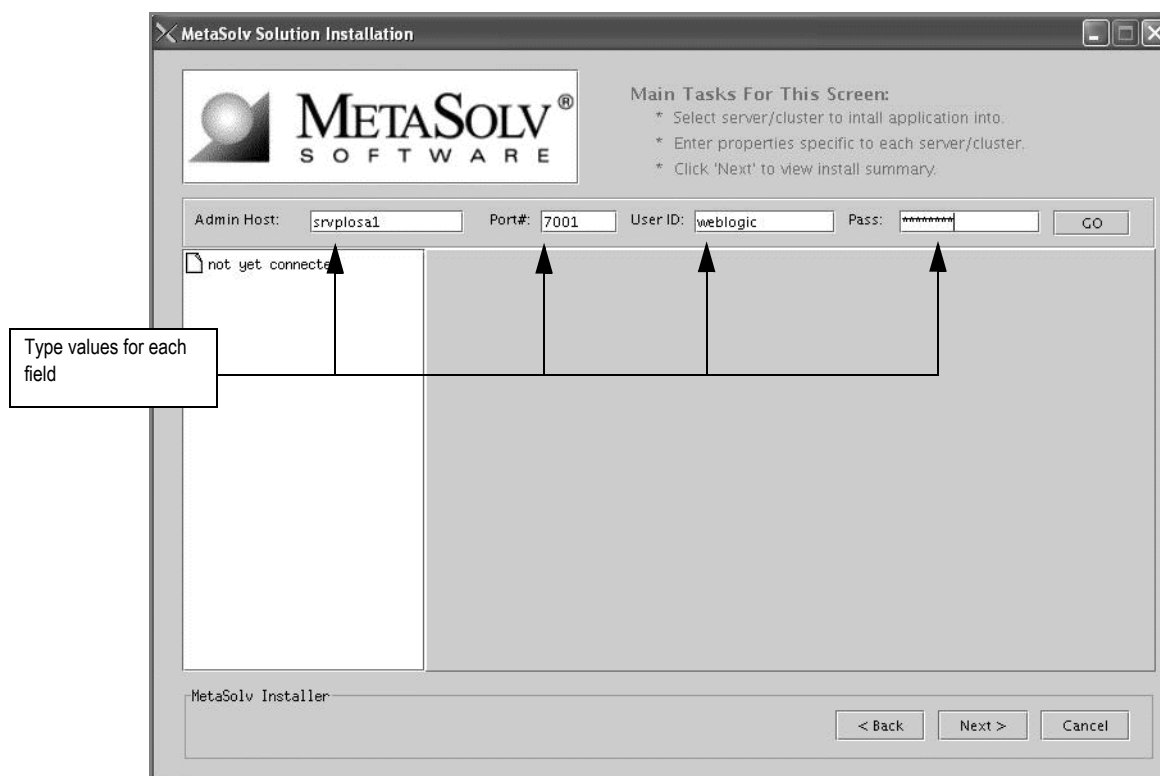 MetaSolv Solution Installation
METASOLV®
SOFTWARE
Main Tasks For This Screen:
* Select server/cluster to intall application into.
* Enter properties specific to each server/cluster.
* Click 'Next' to view install summary.
Admin Host: srvplosa1 Port#: 7001 User ID: weblogic Pass: ******** GO
not yet connecte
Type values for each
field
MetaSolv Installer
< Back Next > Cancel